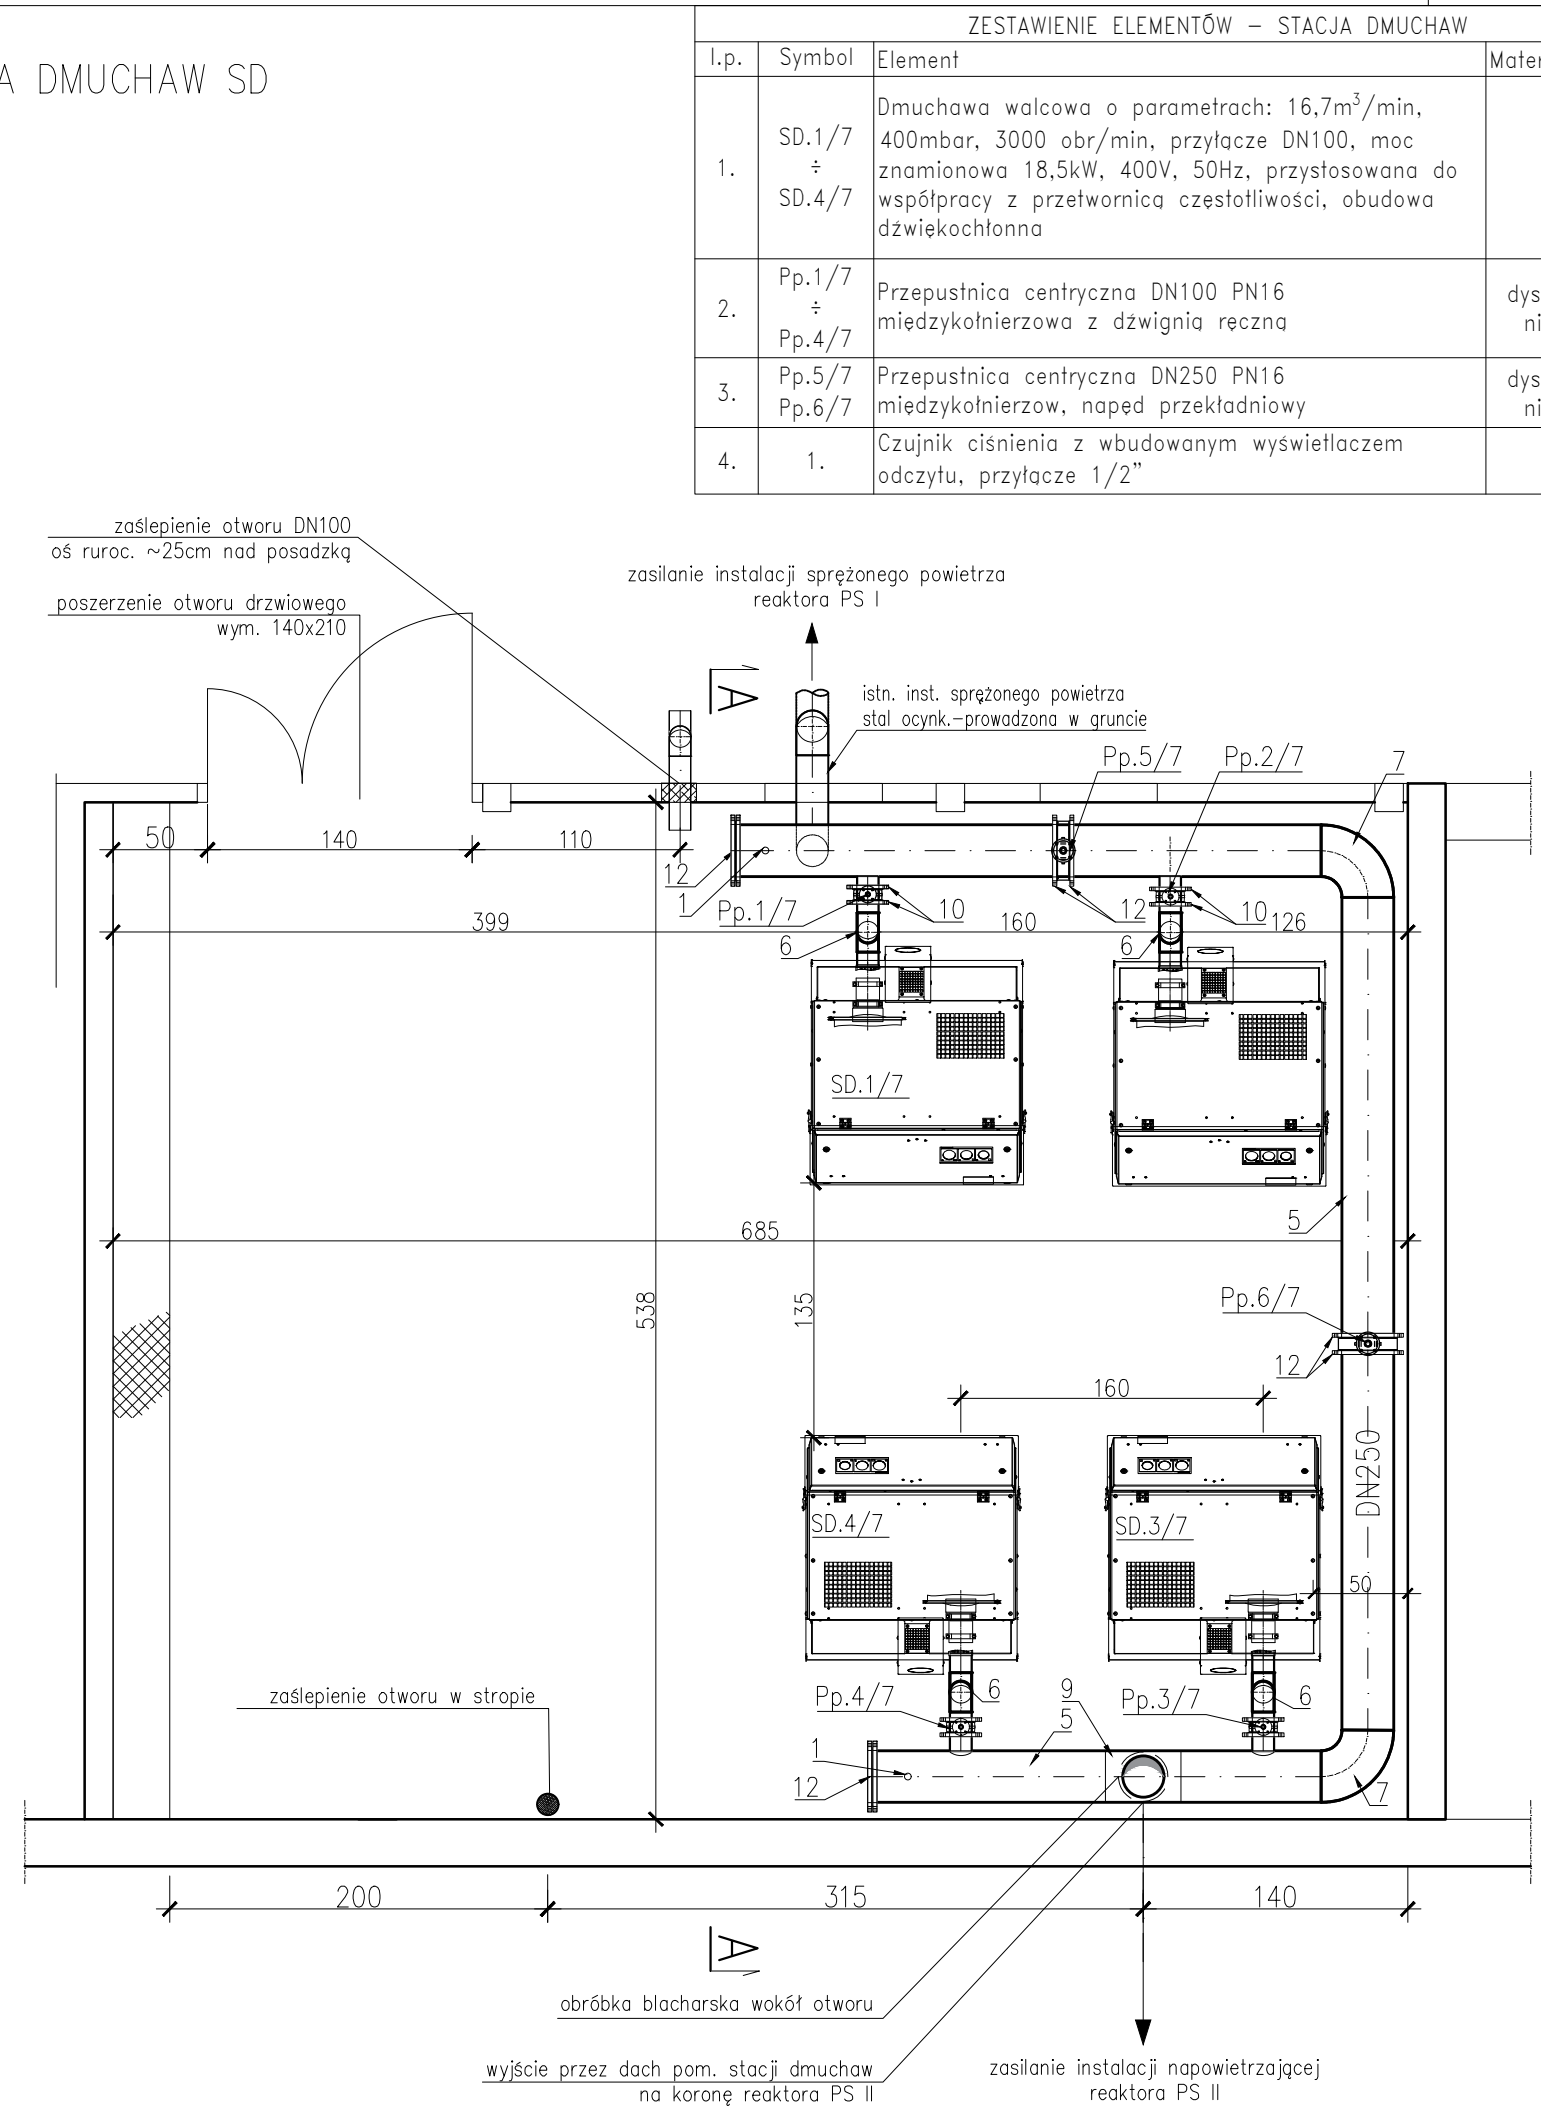 A DMUCHAW SD
ZESTAWIENIE ELEMENTÓW – STACJA DMUCHAW
l.p. Symbol Element
1. SD.1/7 ÷ SD.4/7
Dmuchawa walcowa o parametrach: 16,7m³/min,
400mbar, 3000 obr/min, przyłącze DN100, moc
znamionowa 18,5kW, 400V, 50Hz, przystosowana do
współpracy z przetwornicą częstotliwości, obudowa
dźwiękochłonna
2. Pp.1/7 ÷ Pp.4/7
Przepustnica centryczna DN100 PN16
międzykołnierzowa z dźwignią ręczną
3. Pp.5/7 Pp.6/7
Przepustnica centryczna DN250 PN16
międzykołnierzow, napęd przekładniowy
4. 1.
Czujnik ciśnienia z wbudowanym wyświetlaczem
odczytu, przyłącze 1/2"
zaślepienie otworu DN100
oś ruroc. ~25cm nad posadzką
poszerzenie otworu drzwiowego
wym. 140x210
zasilanie instalacji sprężonego powietrza
reaktora PS I
A
istn. inst. sprężonego powietrza
stal ocynk.-prowadzona w gruncie
Pp.5/7
Pp.2/7
7
50
140
110
12
1
Pp.1/7
10
12
10
399
160
126
6
6
SD.1/7
5
685
538
135
Pp.6/7
12
160
DN250
SD.4/7
SD.3/7
50
zaślepienie otworu w stropie
Pp.4/7
6
9
5
Pp.3/7
6
1
12
7
200
315
140
A
obróbka blacharska wokół otworu
wyjście przez dach pom. stacji dmuchaw
na koronę reaktora PS II
zasilanie instalacji napowietrzającej
reaktora PS II